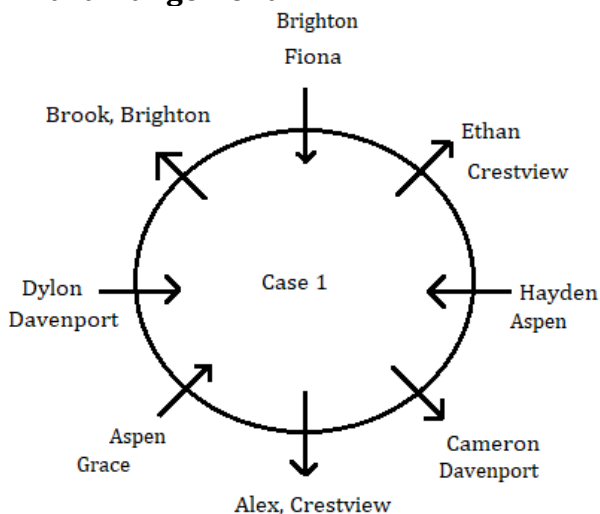 Brighton
Fiona
Brook, Brighton
Ethan
Crestview
Case 1
Dylon
Davenport
Hayden
Aspen
Aspen
Grace
Cameron
Davenport
Alex, Crestview